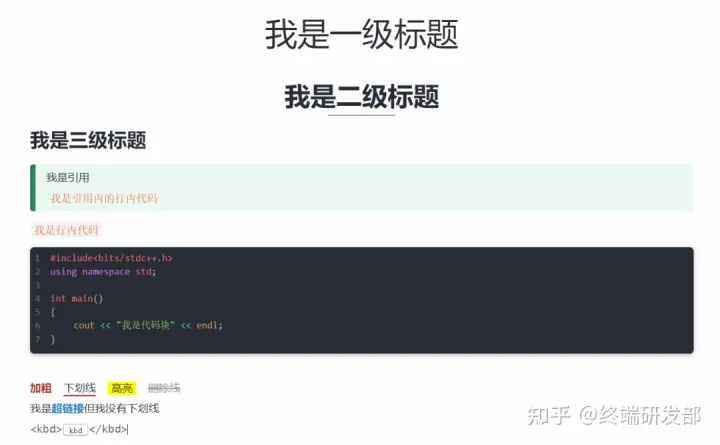 我是一级标题
我是二级标题
我是三级标题
我是引用
我是引用内的行内代码
我是行内代码
1 #include<bits/stdc++.h>
2 using namespace std;
3
4 int main()
5 {
6 cout << "我是代码块" << endl;
7 }
加粗 下划线 高亮 删除线
我是超链接但我没有下划线
<kbd> kbd </kbd>
知乎 @终端研发部